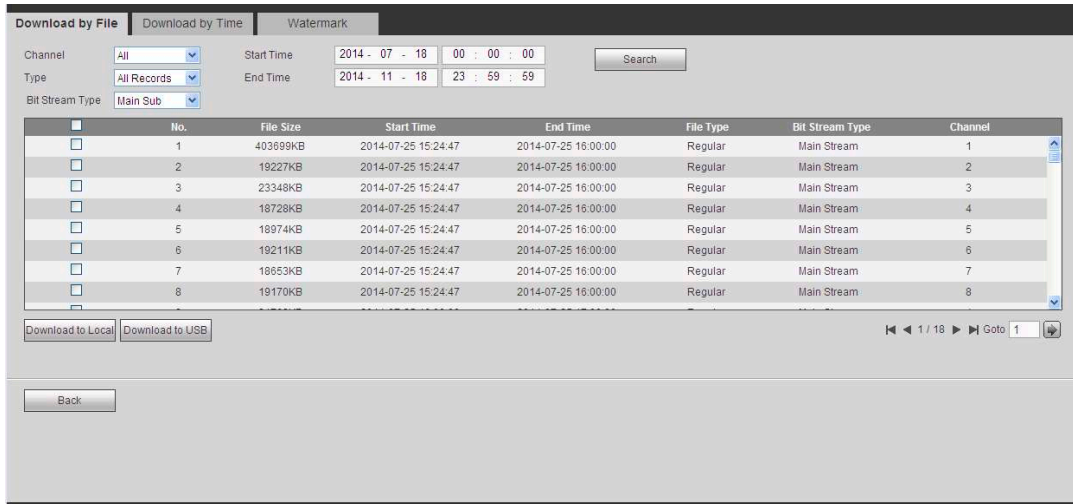 Download by File Download by Time Watermark
Channel All Start Time 2014 - 07 - 18 00 : 00 : 00 Search
Type All Records End Time 2014 - 11 - 18 23 : 59 : 59
Bit Stream Type Main Sub
No. File Size Start Time End Time File Type Bit Stream Type Channel
1 403699KB 2014-07-25 15:24:47 2014-07-25 16:00:00 Regular Main Stream 1
2 19227KB 2014-07-25 15:24:47 2014-07-25 16:00:00 Regular Main Stream 2
3 23348KB 2014-07-25 15:24:47 2014-07-25 16:00:00 Regular Main Stream 3
4 18728KB 2014-07-25 15:24:47 2014-07-25 16:00:00 Regular Main Stream 4
5 18974KB 2014-07-25 15:24:47 2014-07-25 16:00:00 Regular Main Stream 5
6 19211KB 2014-07-25 15:24:47 2014-07-25 16:00:00 Regular Main Stream 6
7 18653KB 2014-07-25 15:24:47 2014-07-25 16:00:00 Regular Main Stream 7
8 19170KB 2014-07-25 15:24:47 2014-07-25 16:00:00 Regular Main Stream 8
Download to Local Download to USB 1 / 18 Goto 1
Back